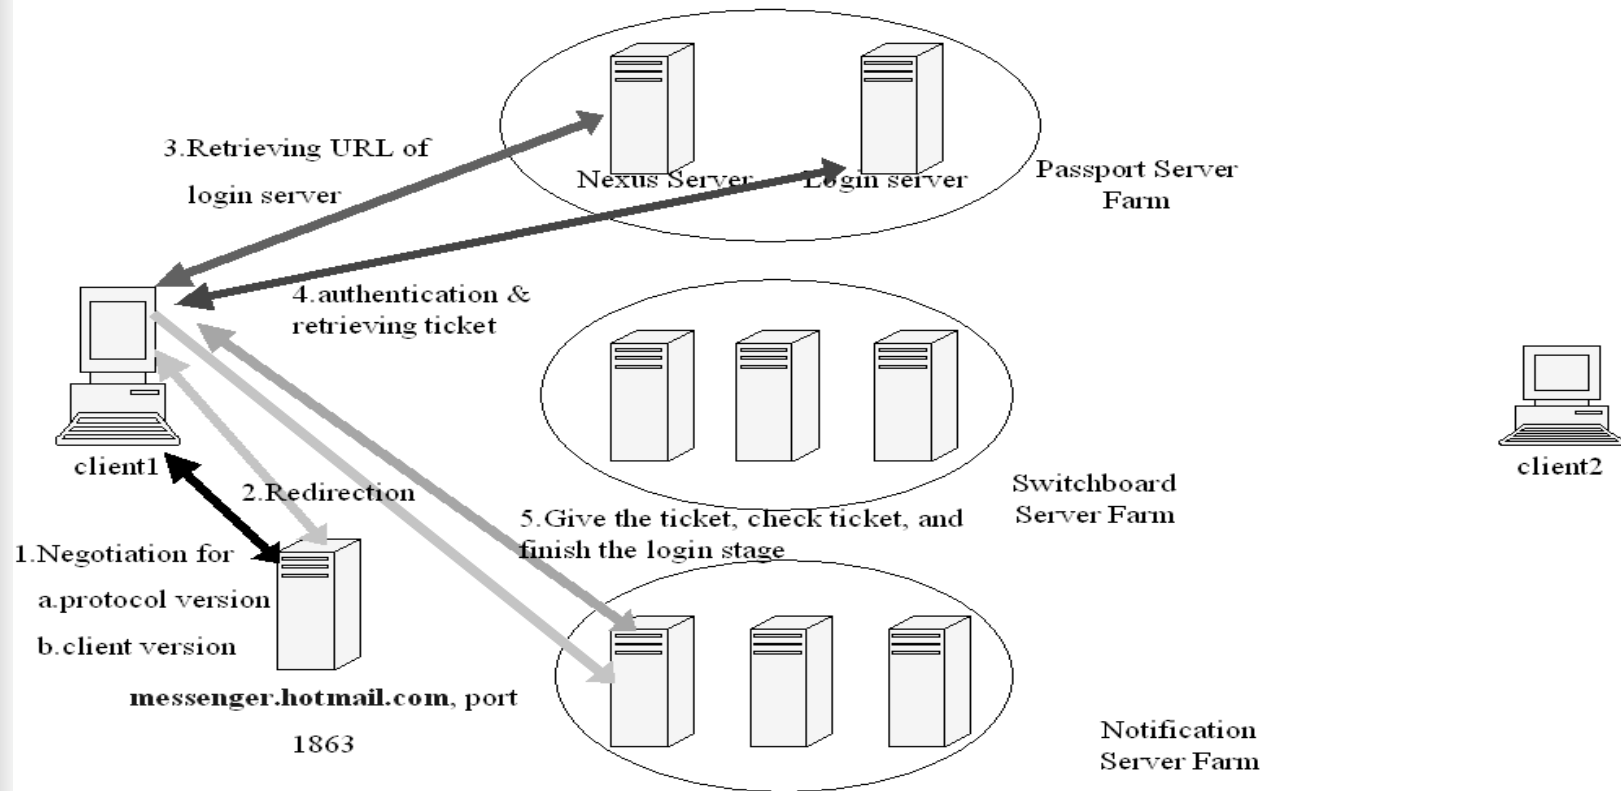 3.Retrieving URL of
login server
Nexus Server
Login server
Passport Server
Farm
4.authentication &
retrieving ticket
client1
client2
2.Redirection
Switchboard
Server Farm
5.Give the ticket, check ticket, and
finish the login stage
1.Negotiation for
a.protocol version
b.client version
messenger.hotmail.com, port
1863
Notification
Server Farm